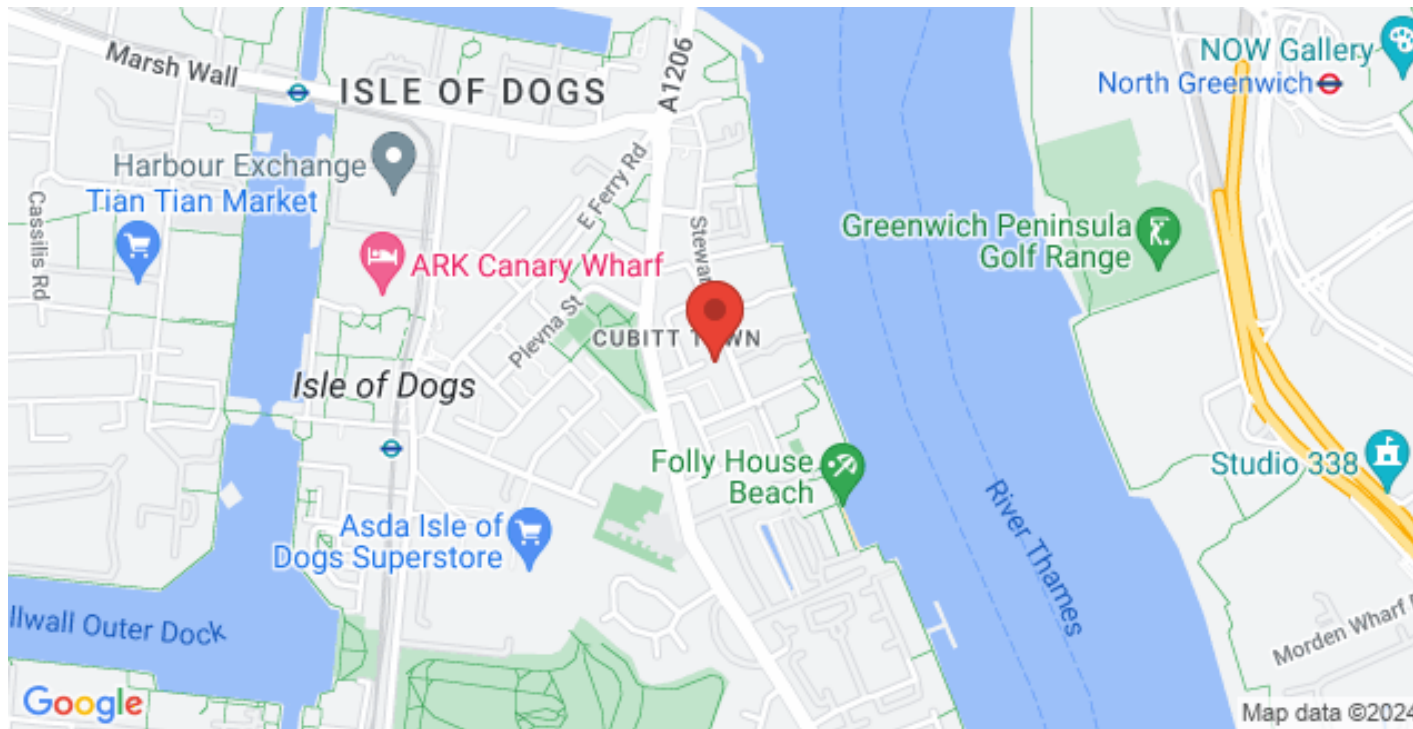 Marsh Wall
ISLE OF DOGS
A1206
NOW Gallery
North Greenwich
Harbour Exchange
Tian Tian Market
Cassilis Rd
E Ferry Rd
Stewar
Greenwich Peninsula
Golf Range
ARK Canary Wharf
Plevna St
CUBITT T WN
Isle of Dogs
Folly House
Beach
Studio 338
River Thames
Asda Isle of
Dogs Superstore
llwall Outer Dock
Morden Wharf
Google
Map data ©2024